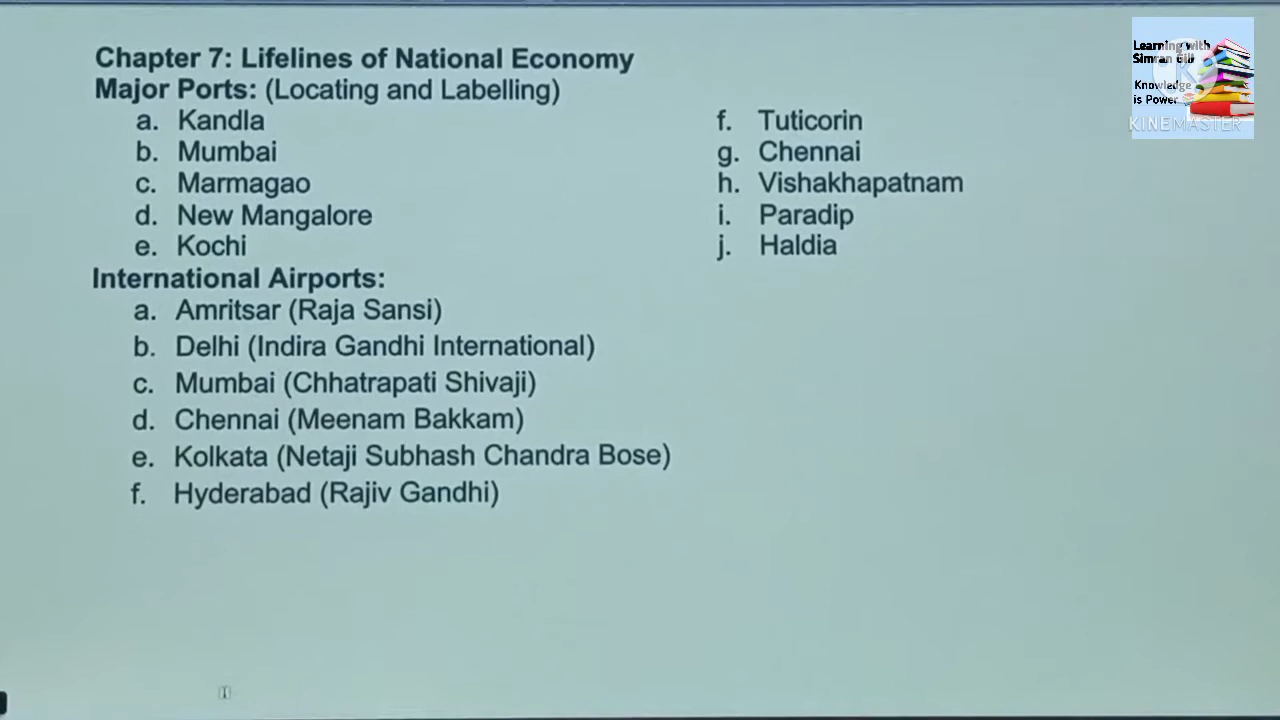 Chapter 7: Lifelines of National Economy
Major Ports: (Locating and Labelling)
a. Kandla
b. Mumbai
c. Marmagao
d. New Mangalore
e. Kochi
f. Tuticorin
g. Chennai
h. Vishakhapatnam
i. Paradip
j. Haldia
International Airports:
a. Amritsar (Raja Sansi)
b. Delhi (Indira Gandhi International)
c. Mumbai (Chhatrapati Shivaji)
d. Chennai (Meenam Bakkam)
e. Kolkata (Netaji Subhash Chandra Bose)
f. Hyderabad (Rajiv Gandhi)
Learning with
Simran Gill
Knowledge
is Power
KINEMASTER